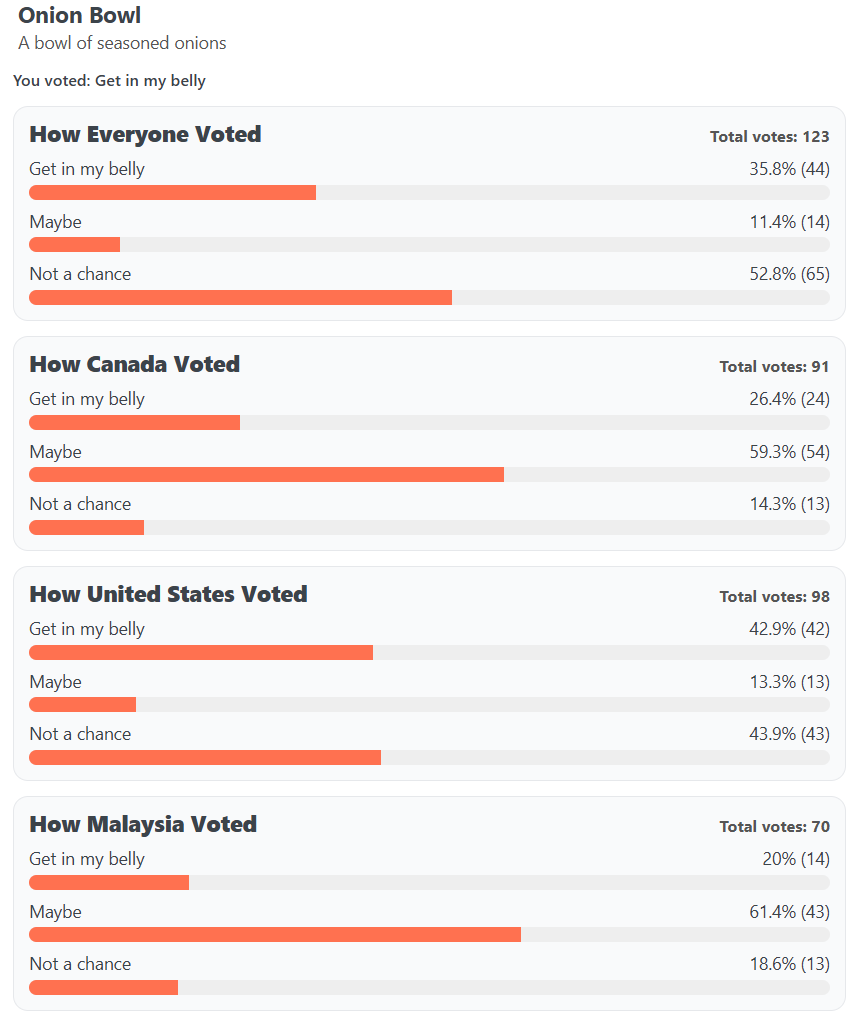 Onion Bowl
A bowl of seasoned onions
You voted: Get in my belly
How Everyone Voted Total votes: 123
Get in my belly 35.8% (44)
Maybe 11.4% (14)
Not a chance 52.8% (65)
How Canada Voted Total votes: 91
Get in my belly 26.4% (24)
Maybe 59.3% (54)
Not a chance 14.3% (13)
How United States Voted Total votes: 98
Get in my belly 42.9% (42)
Maybe 13.3% (13)
Not a chance 43.9% (43)
How Malaysia Voted Total votes: 70
Get in my belly 20% (14)
Maybe 61.4% (43)
Not a chance 18.6% (13)